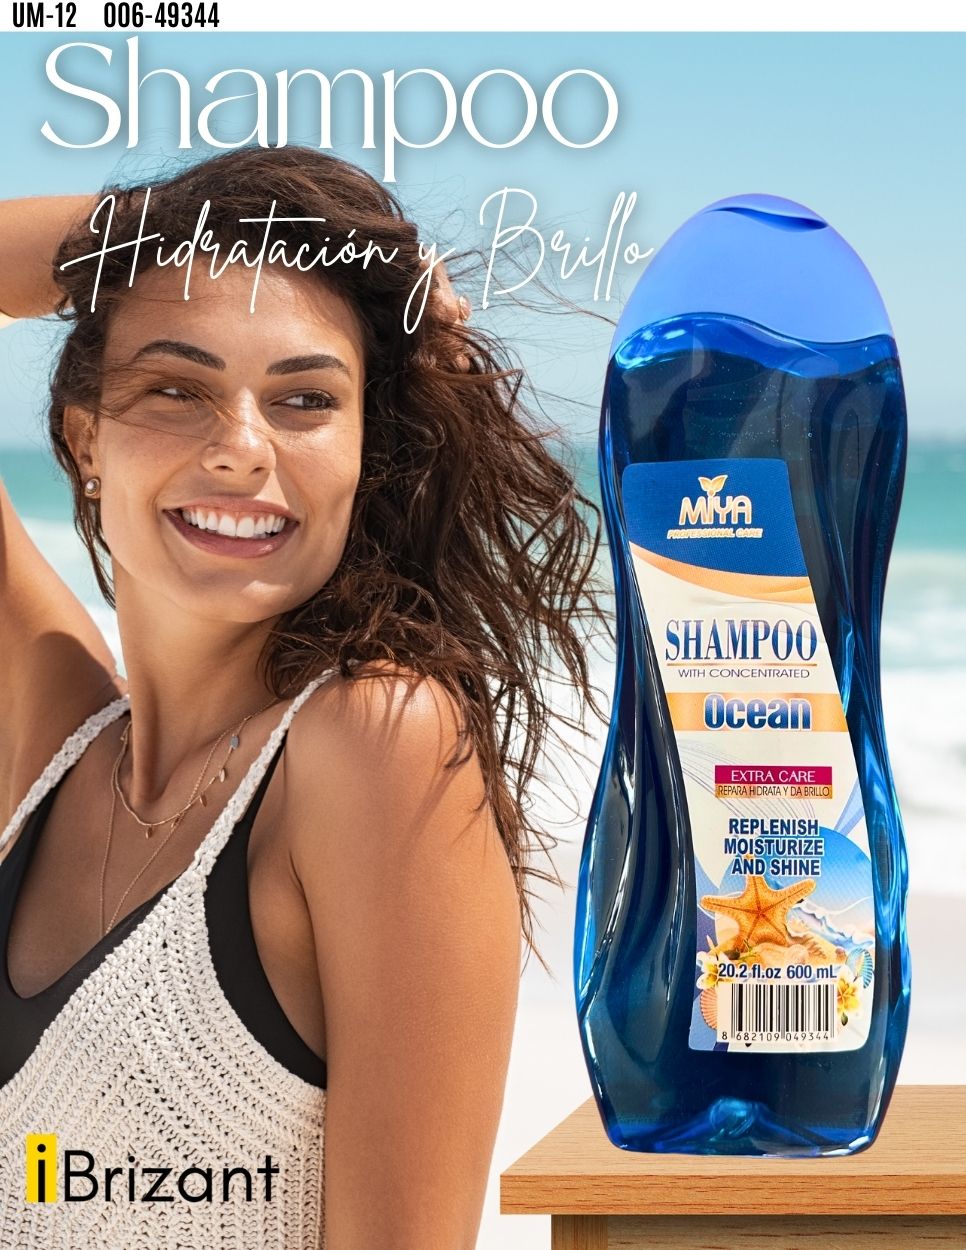 UM-12 006-49344
Shampoo
Hidratación y Brillo
MIYA
PROFESSIONAL CARE
SHAMPOO
WITH CONCENTRATED
Ocean
EXTRA CARE
REPARA HIDRATA Y DA BRILLO
REPLENISH
MOISTURIZE
AND SHINE
20.2 fl.oz 600 mL
8 682109 049344
iBrizant